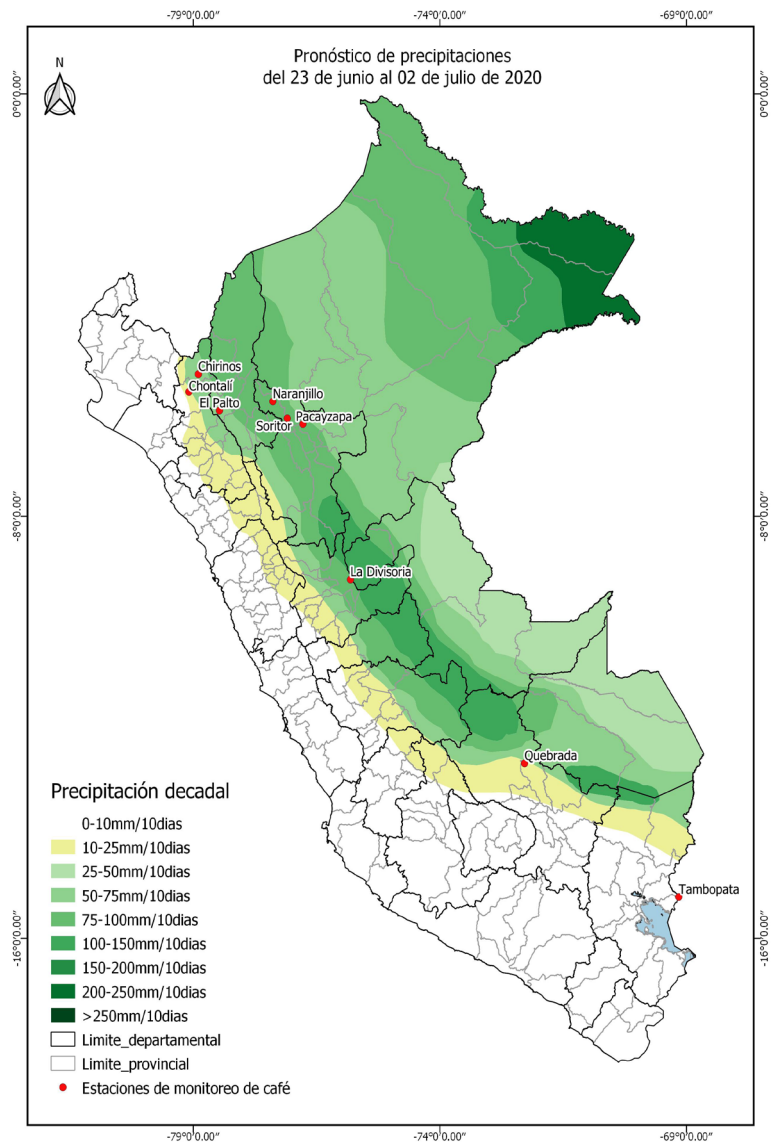 -79°0'0.00"
-74°0'0.00"
-69°0'0.00"
Pronóstico de precipitaciones
del 23 de junio al 02 de julio de 2020
N
0°0'0.00"
0°0'0.00"
Chirinos
Chontalí
El Palto
Naranjillo
Soritor
Pacayzapa
-8°0'0.00"
-8°0'0.00"
La Divisoria
Quebrada
Tambopata
-16°0'0.00"
-16°0'0.00"
Precipitación decadal
0-10mm/10dias
10-25mm/10dias
25-50mm/10dias
50-75mm/10dias
75-100mm/10dias
100-150mm/10dias
150-200mm/10dias
200-250mm/10dias
>250mm/10dias
Limite_departamental
Limite_provincial
Estaciones de monitoreo de café
-79°0'0.00"
-74°0'0.00"
-69°0'0.00"